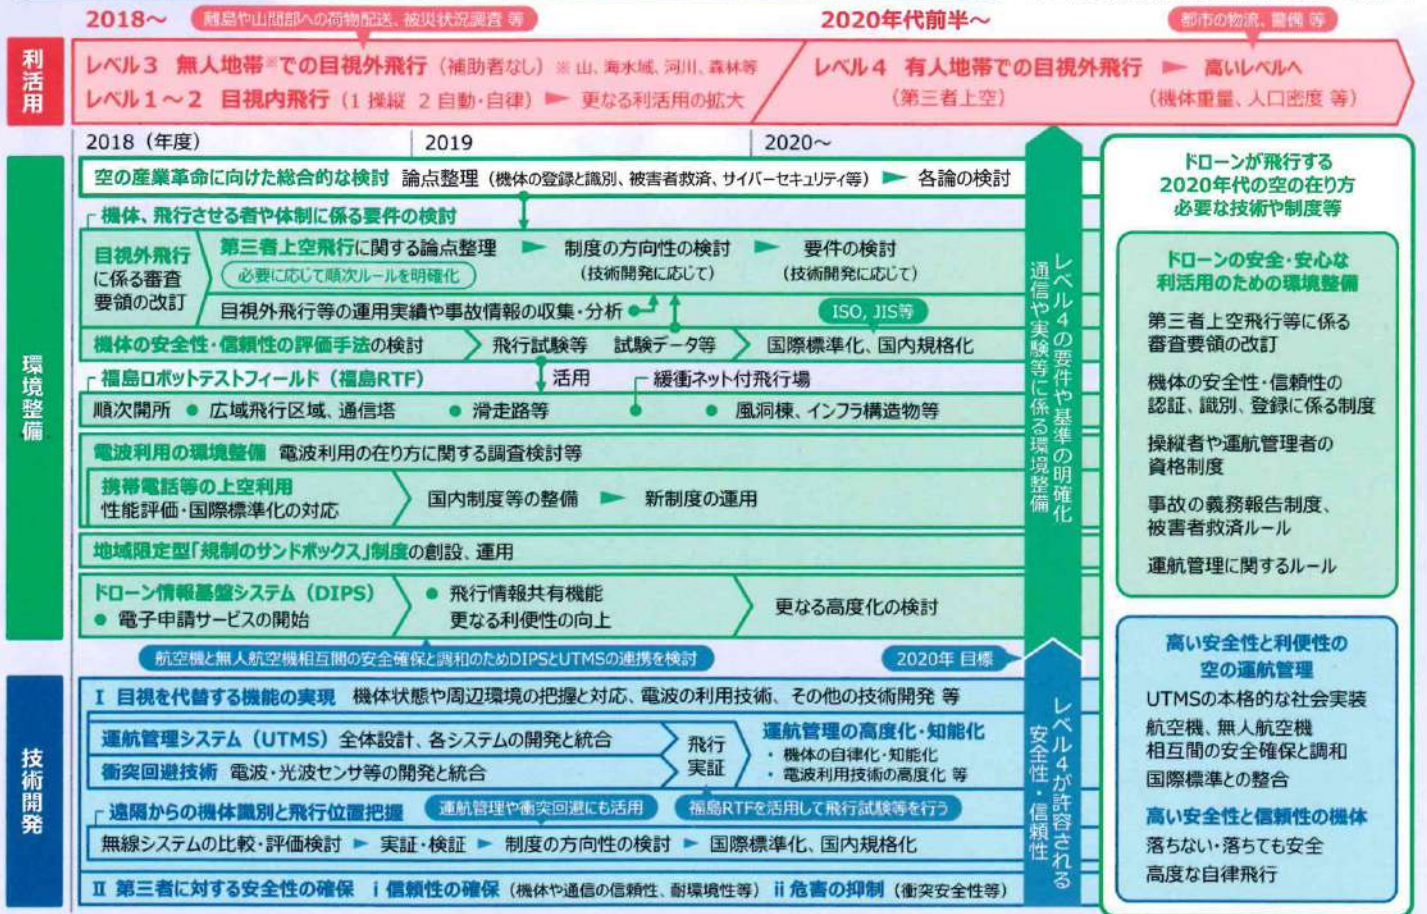 2018～
離島や山間部への荷物配送、被災状況調査 等
2020年代前半～
都市の物流、警備 等
利活用
レベル3 無人地帯※での目視外飛行（補助者なし）※ 山、海水域、河川、森林等
レベル1～2 目視内飛行（1 操縦 2 自動・自律）▶ 更なる利活用の拡大
レベル4 有人地帯での目視外飛行 ▶ 高いレベルへ
（第三者上空）
（機体重量、人口密度 等）
2018（年度）
2019
2020～
環境整備
空の産業革命に向けた総合的な検討 論点整理（機体の登録と識別、被害者救済、サイバーセキュリティ等）▶ 各論の検討
機体、飛行させる者や体制に係る要件の検討
目視外飛行
に係る審査
要領の改訂
第三者上空飛行に関する論点整理 ▶ 制度の方向性の検討 ▶ 要件の検討
必要に応じて順次ルールを明確化
（技術開発に応じて）
（技術開発に応じて）
目視外飛行等の運用実績や事故情報の収集・分析
ISO, JIS等
機体の安全性・信頼性の評価手法の検討
飛行試験等 試験データ等
国際標準化、国内規格化
福島ロボットテストフィールド（福島RTF）
活用
緩衝ネット付飛行場
順次開所 ● 広域飛行区域、通信塔 ● 滑走路等 ● ● 風洞棟、インフラ構造物等
電波利用の環境整備 電波利用の在り方に関する調査検討等
携帯電話等の上空利用
性能評価・国際標準化の対応
国内制度等の整備 ▶ 新制度の運用
地域限定型「規制のサンドボックス」制度の創設、運用
ドローン情報基盤システム（DIPS）
● 電子申請サービスの開始
● 飛行情報共有機能
更なる利便性の向上
更なる高度化の検討
レベル4の要件や基準の明確化
通信や実験等に係る環境整備
航空機と無人航空機相互間の安全確保と調和のためDIPSとUTMSの連携を検討
2020年 目標
技術開発
Ⅰ 目視を代替する機能の実現 機体状態や周辺環境の把握と対応、電波の利用技術、その他の技術開発 等
運航管理システム（UTMS）全体設計、各システムの開発と統合
衝突回避技術 電波・光波センサ等の開発と統合
飛行
実証
運航管理の高度化・知能化
・ 機体の自律化・知能化
・ 電波利用技術の高度化 等
遠隔からの機体識別と飛行位置把握
運航管理や衝突回避にも活用
福島RTFを活用して飛行試験等を行う
無線システムの比較・評価検討 ▶ 実証・検証 ▶ 制度の方向性の検討 ▶ 国際標準化、国内規格化
Ⅱ 第三者に対する安全性の確保 ⅰ 信頼性の確保（機体や通信の信頼性、耐環境性等）ⅱ 危害の抑制（衝突安全性等）
レベル4が許容される
安全性・信頼性
ドローンが飛行する
2020年代の空の在り方
必要な技術や制度等
ドローンの安全・安心な
利活用のための環境整備
第三者上空飛行等に係る
審査要領の改訂
機体の安全性・信頼性の
認証、識別、登録に係る制度
操縦者や運航管理者の
資格制度
事故の義務報告制度、
被害者救済ルール
運航管理に関するルール
高い安全性と利便性の
空の運航管理
UTMSの本格的な社会実装
航空機、無人航空機
相互間の安全確保と調和
国際標準との整合
高い安全性と信頼性の機体
落ちない・落ちても安全
高度な自律飛行